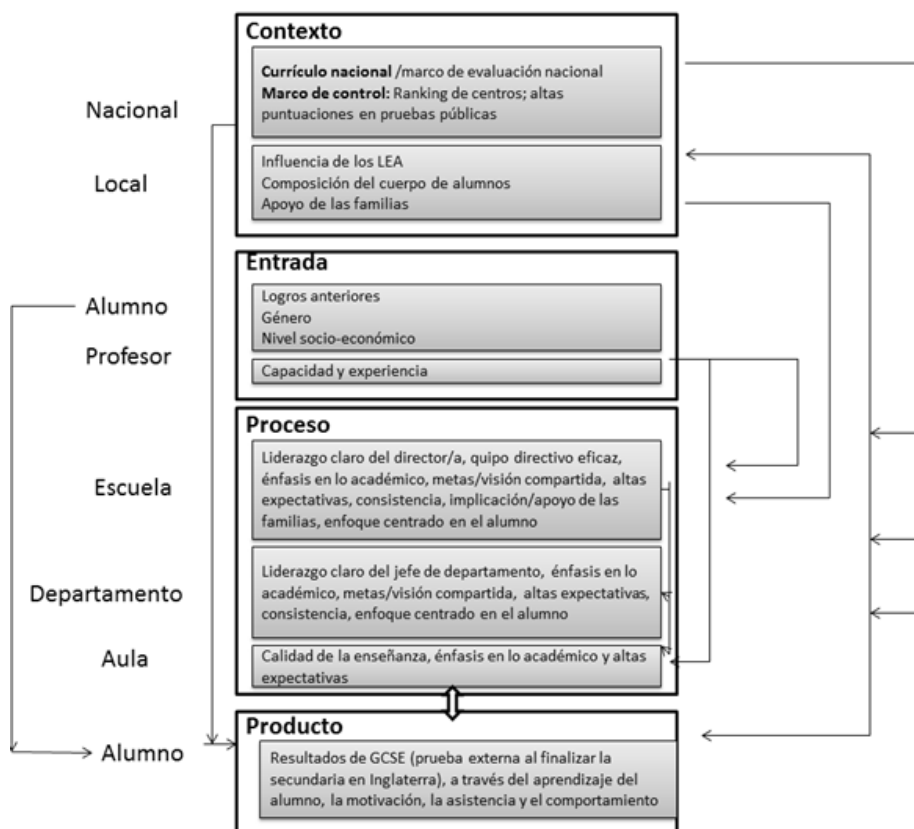 Contexto
Currículo nacional /marco de evaluación nacional
Marco de control: Ranking de centros; altas
puntuaciones en pruebas públicas
Nacional
Influencia de los LEA
Composición del cuerpo de alumnos
Apoyo de las familias
Local
Entrada
Logros anteriores
Género
Nivel socio-económico
Alumno
Capacidad y experiencia
Profesor
Proceso
Liderazgo claro del director/a, quipo directivo eficaz,
énfasis en lo académico, metas/visión compartida, altas
expectativas, consistencia, implicación/apoyo de las
familias, enfoque centrado en el alumno
Escuela
Liderazgo claro del jefe de departamento, énfasis en lo
académico, metas/visión compartida, altas expectativas,
consistencia, enfoque centrado en el alumno
Departamento
Calidad de la enseñanza, énfasis en lo académico y altas
expectativas
Aula
Producto
Resultados de GCSE (prueba externa al finalizar la
secundaria en Inglaterra), a través del aprendizaje del
alumno, la motivación, la asistencia y el comportamiento
Alumno